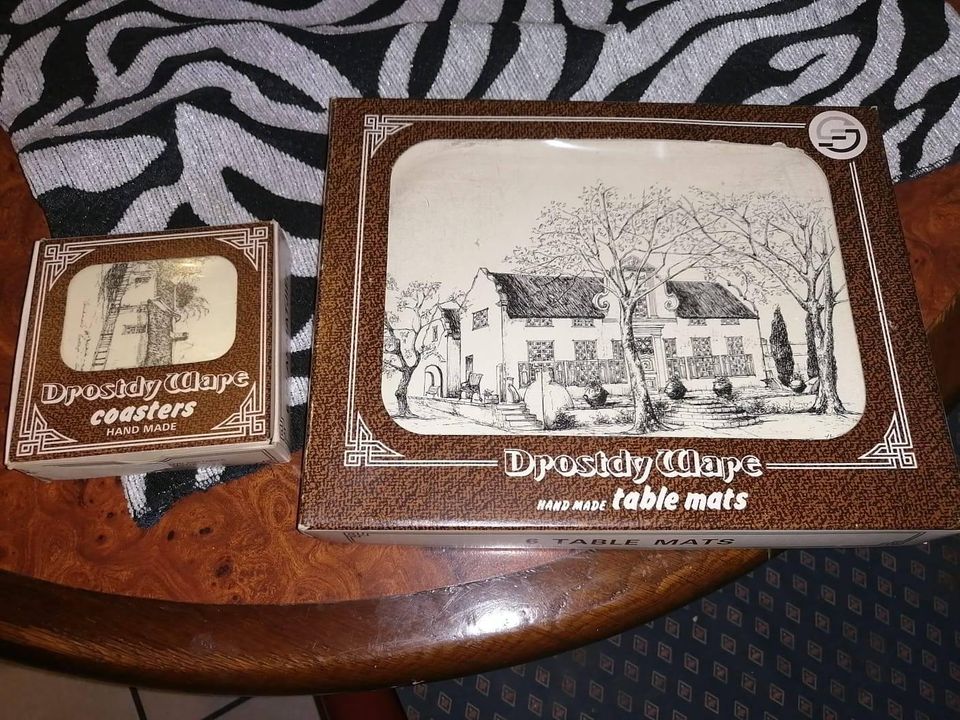 Drostdy Ware
coasters
HAND MADE
Drostdy Ware
HAND MADE table mats
6 TABLE MATS